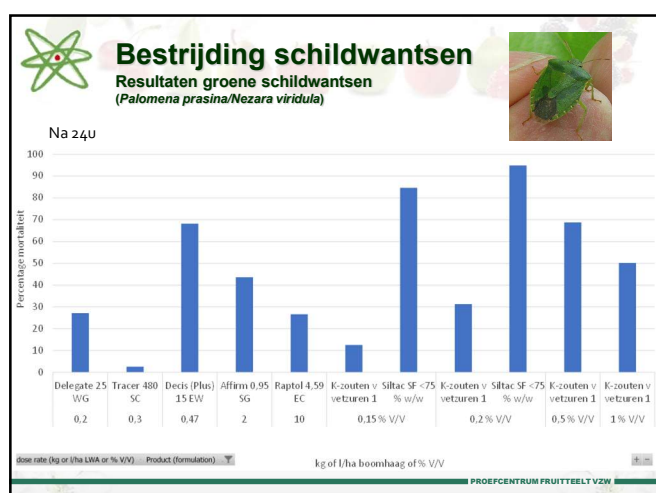 Bestrijding schildwantsen
Resultaten groene schildwantsen
(Palomena prasina/Nezara viridula)
Na 24u
Percentage mortaliteit
100
90
80
70
60
50
40
30
20
10
0
Delegate 25 WG
Tracer 480 SC
Decis (Plus) 15 EW
Affirm 0,95 SG
Raptol 4,59 EC
K-zouten v vetzuren 1
Siltac SF <75 % w/w
K-zouten v vetzuren 1
Siltac SF <75 % w/w
K-zouten v vetzuren 1
K-zouten v vetzuren 1
0,2 0,3 0,47 2 10 0,15 % V/V 0,2 % V/V 0,5 % V/V 1 % V/V
dose rate (kg or l/ha LWA or % V/V) Product (formulation)
kg of l/ha boomhaag of % V/V
+ −
PROEFCENTRUM FRUITTEELT VZW